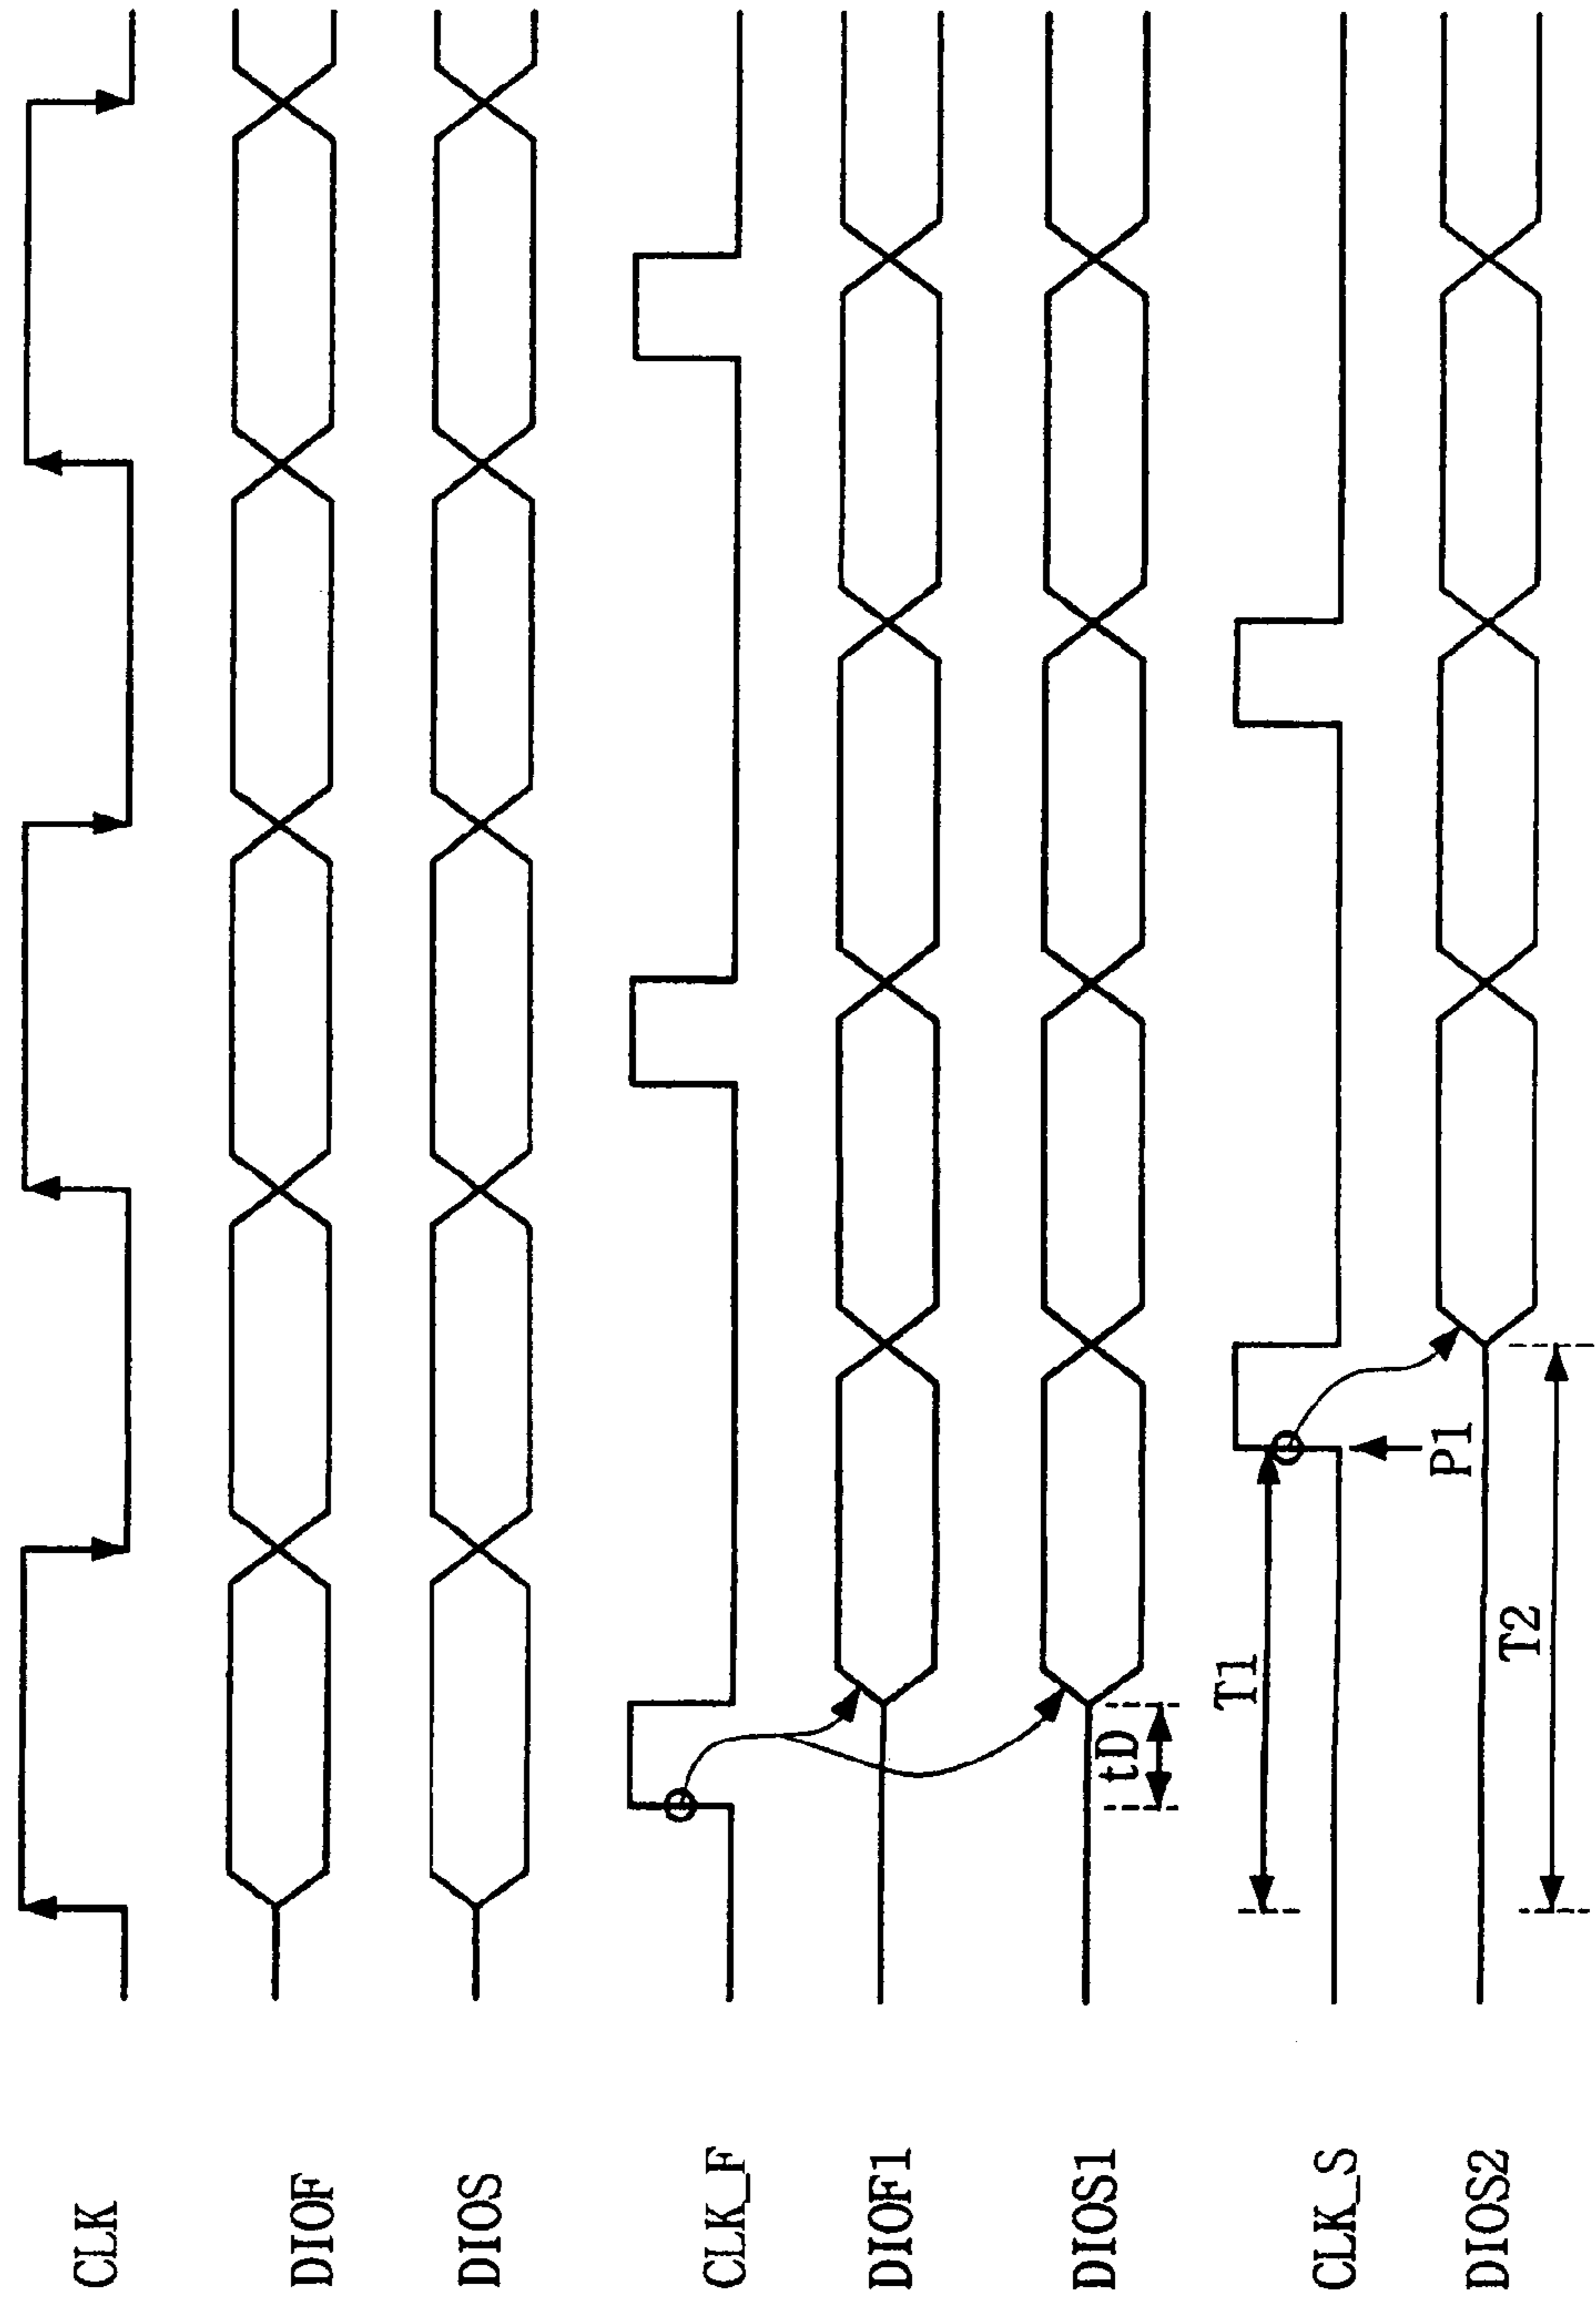 CLK
DIOF
DIOS
CLK_F
DIOF1
DIOS1
tD
CLK_S
T1
P1
DIOS2
T2